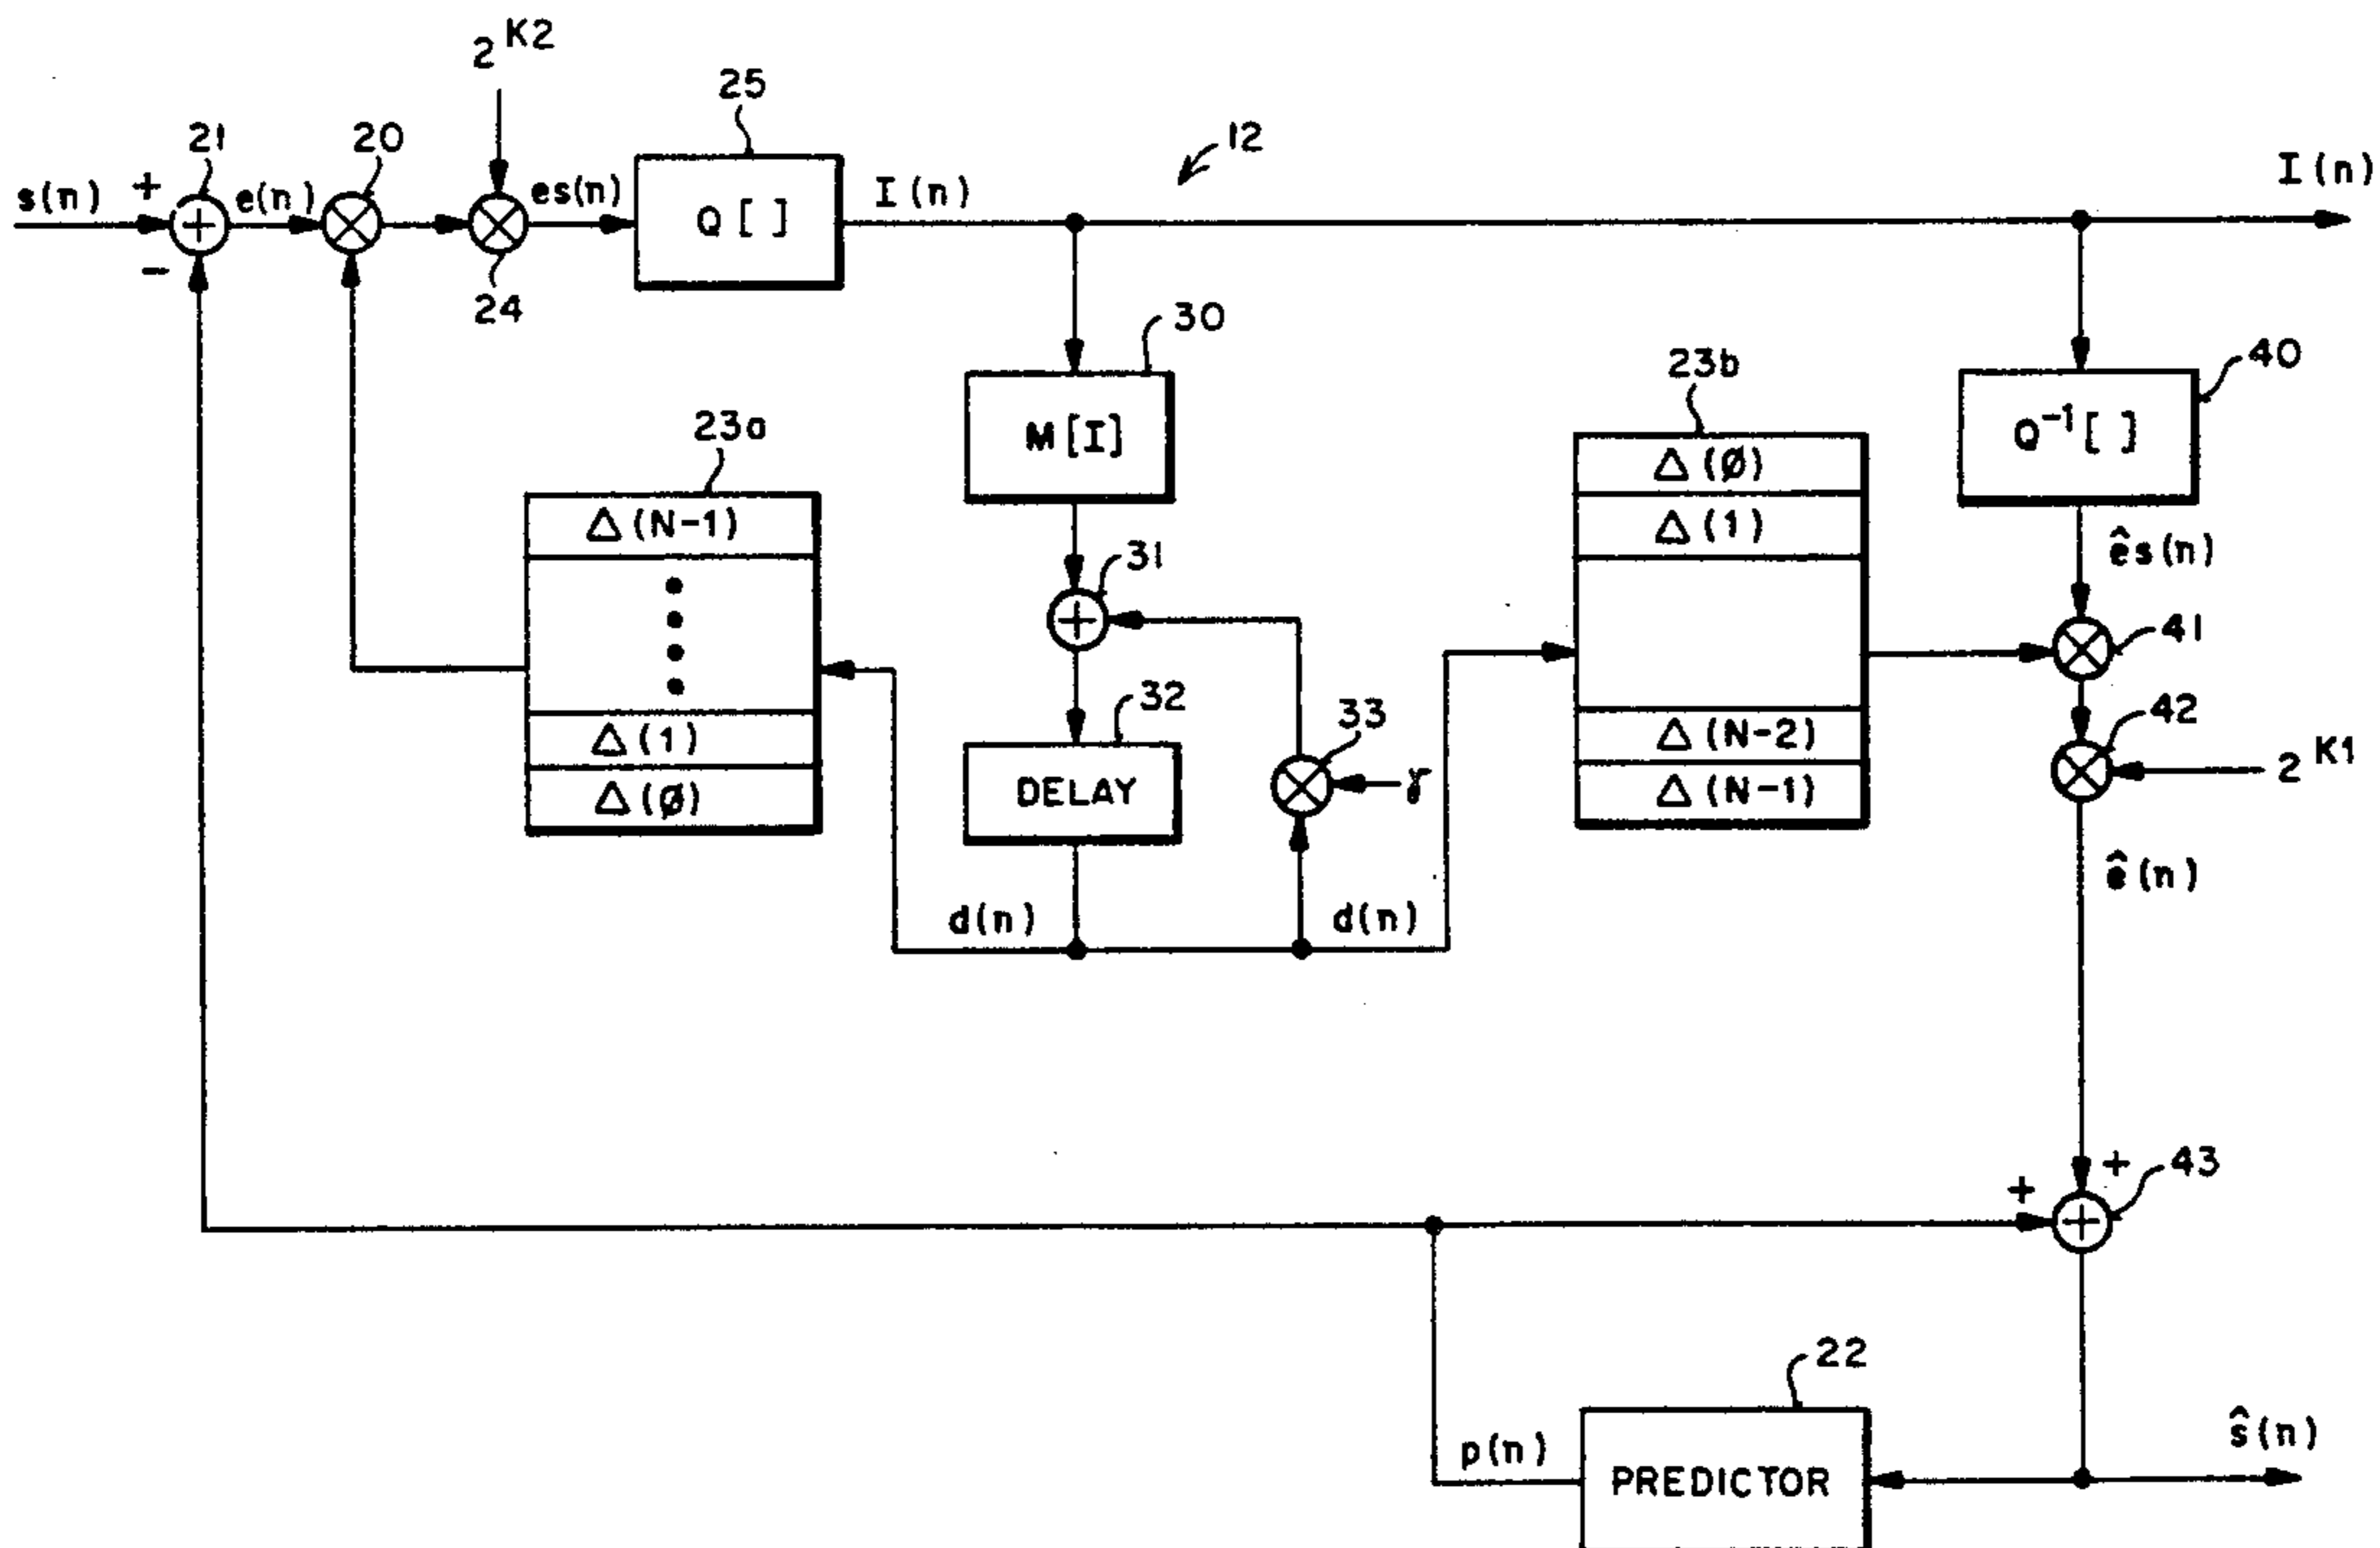 2^K2
25
21
20
12
s(n)
+
e(n)
es(n)
Q [ ]
I(n)
I(n)
−
24
30
23a
M[I]
23b
40
Δ(N-1)
Δ(1)
Δ(Ø)
31
32
DELAY
33
γ
d(n)
d(n)
Δ(Ø)
Δ(1)
Δ(N-2)
Δ(N-1)
Q⁻¹[ ]
ês(n)
41
42
2^K1
ê(n)
+
+
43
22
p(n)
PREDICTOR
ŝ(n)